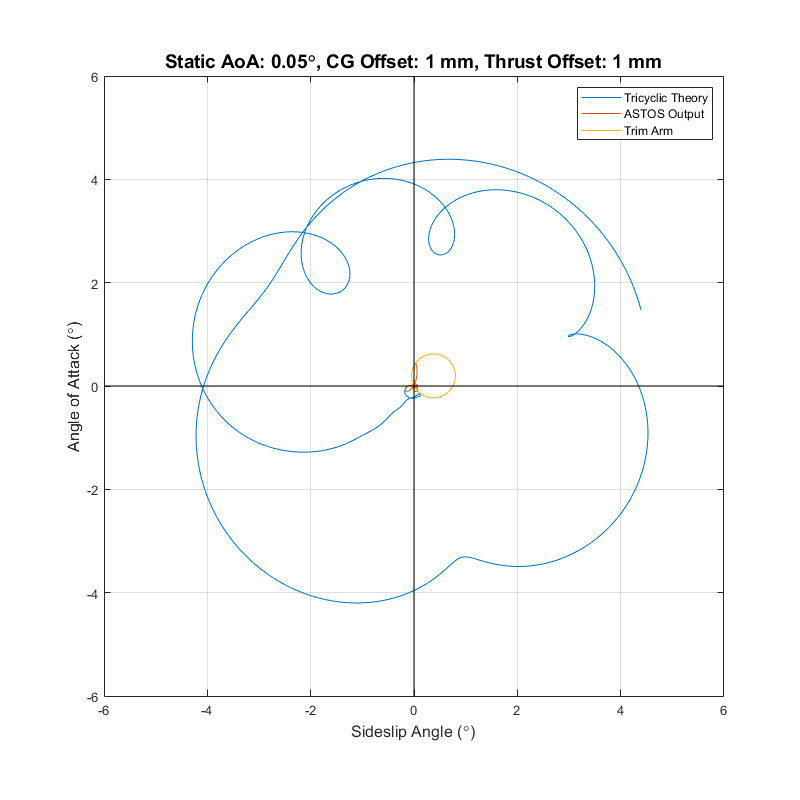 Static AoA: 0.05°, CG Offset: 1 mm, Thrust Offset: 1 mm
6
Tricyclic Theory
ASTOS Output
Trim Arm
4
2
0
-2
-4
-6
Angle of Attack (°)
-6 -4 -2 0 2 4 6
Sideslip Angle (°)